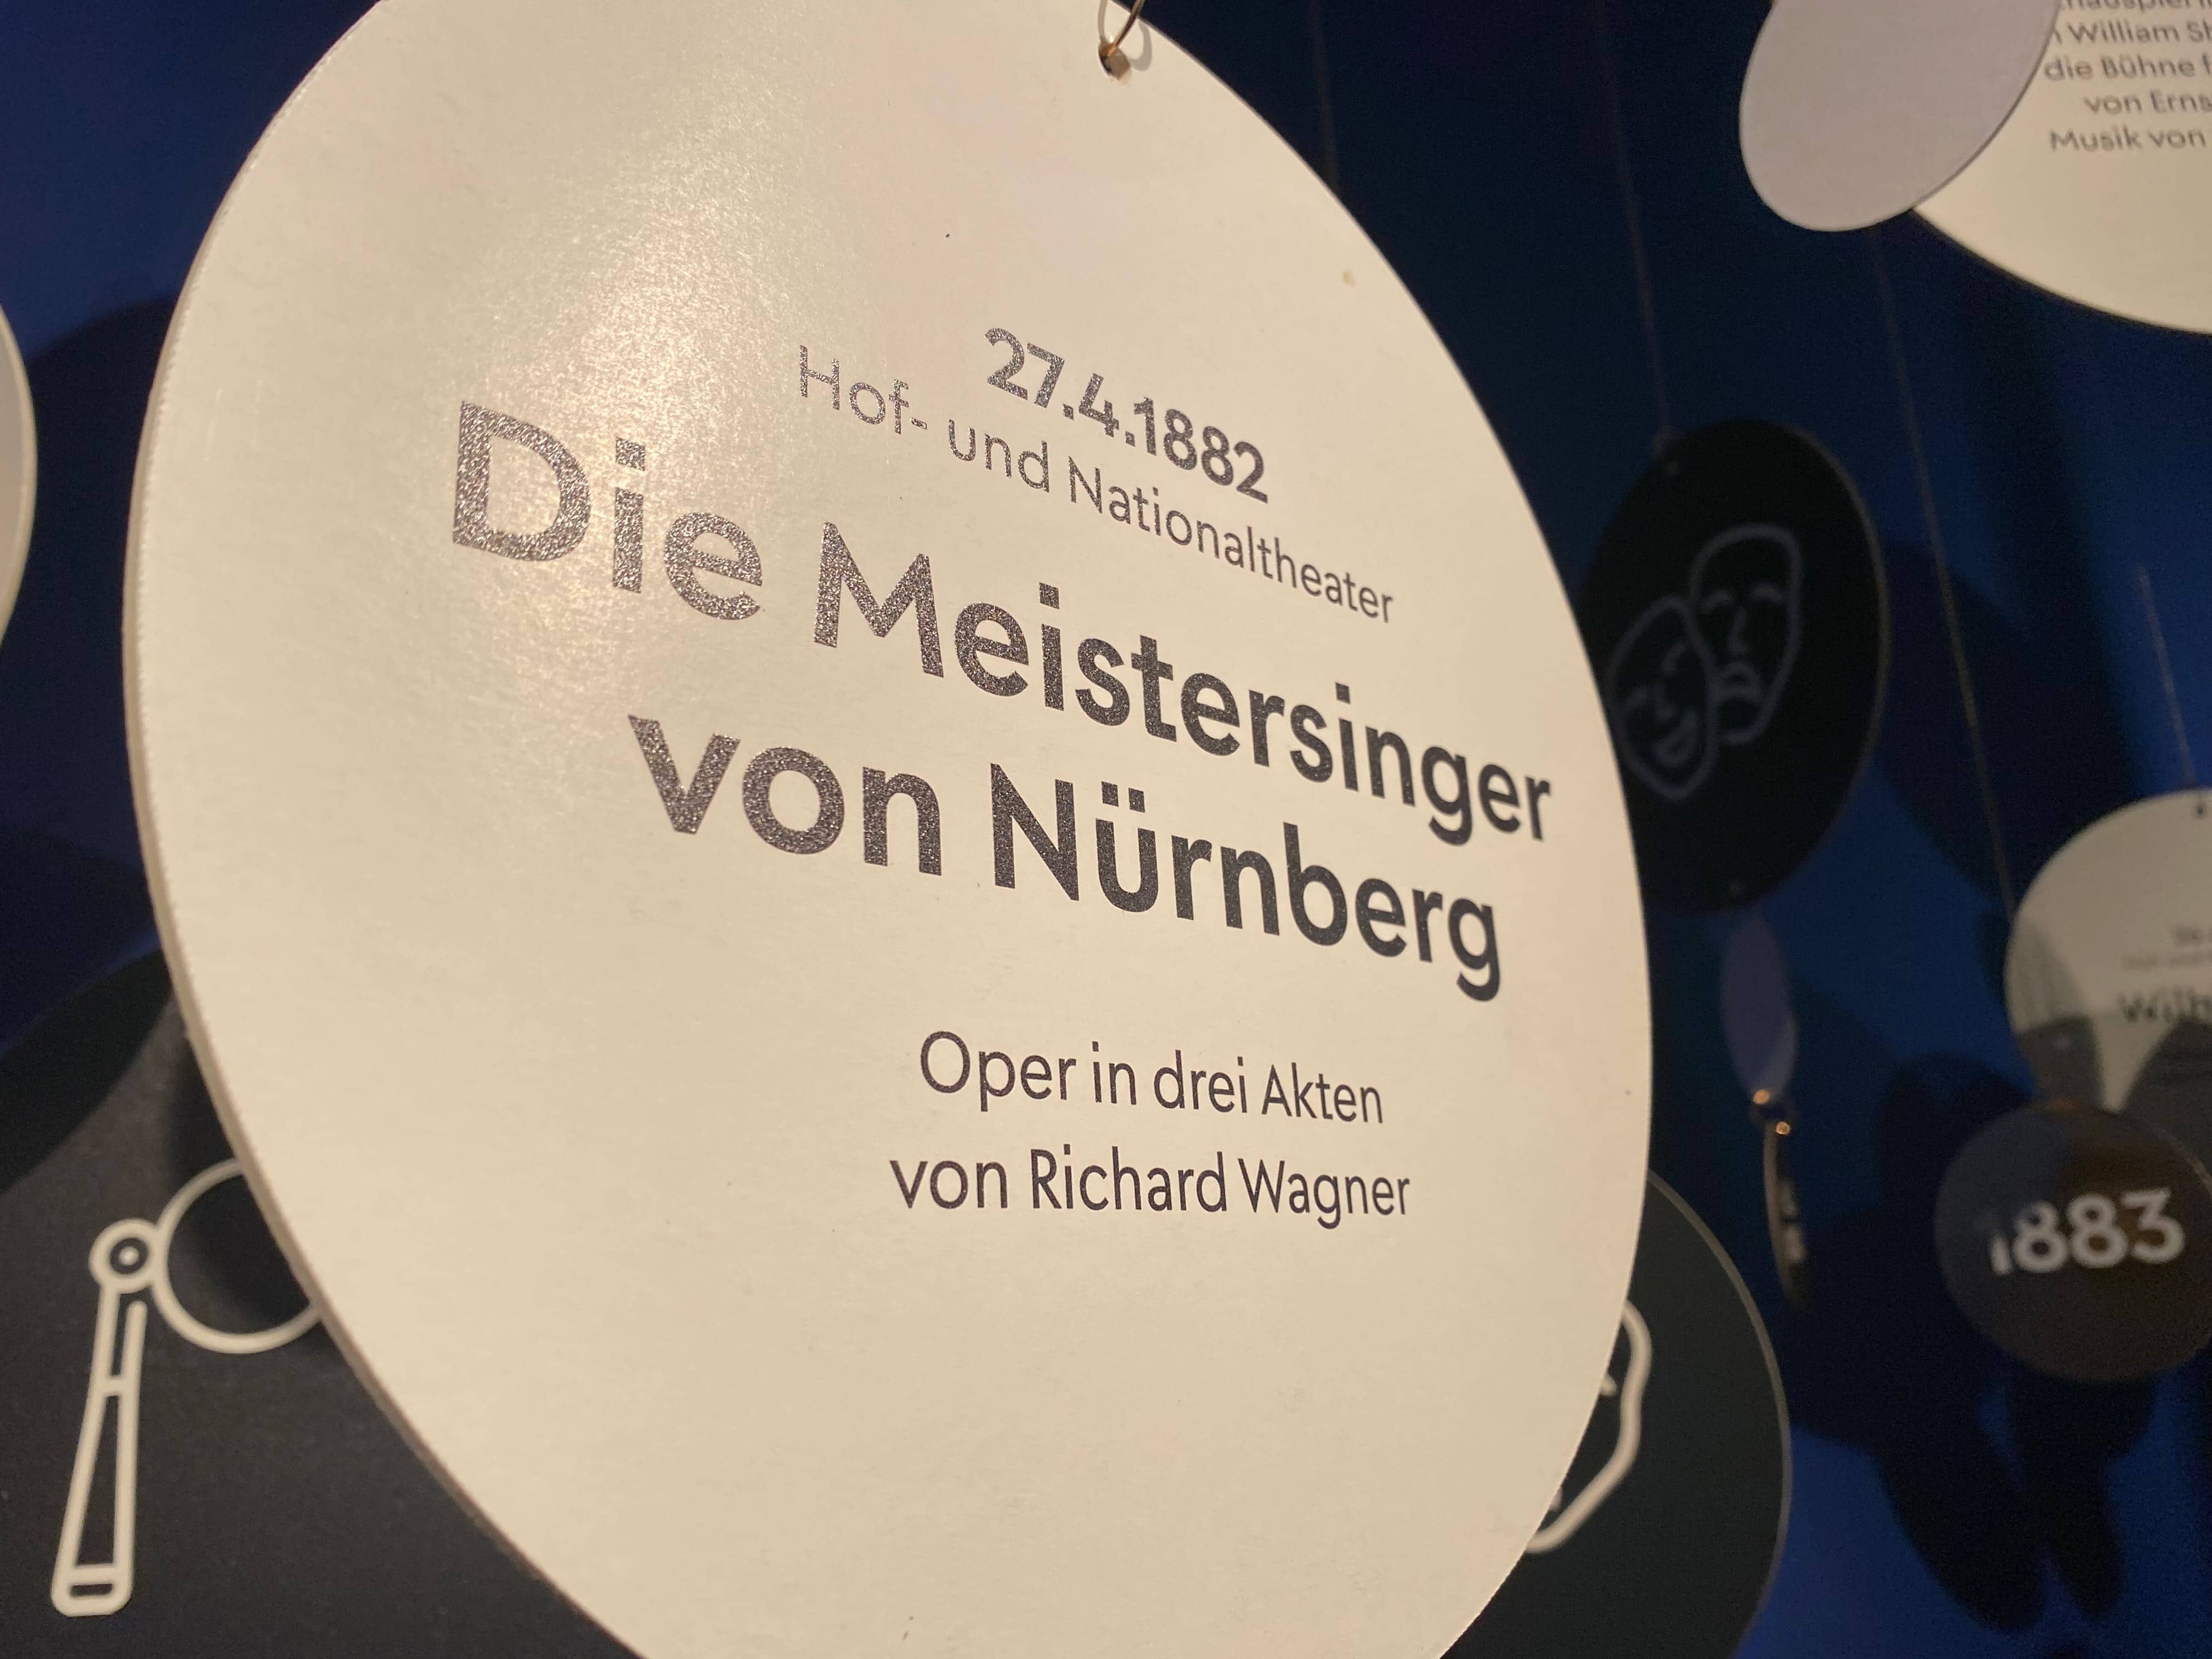 27.4.1882
Hof- und Nationaltheater
Die Meistersinger
von Nürnberg
Oper in drei Akten
von Richard Wagner
William
die Bühne
von
Musik von
1883